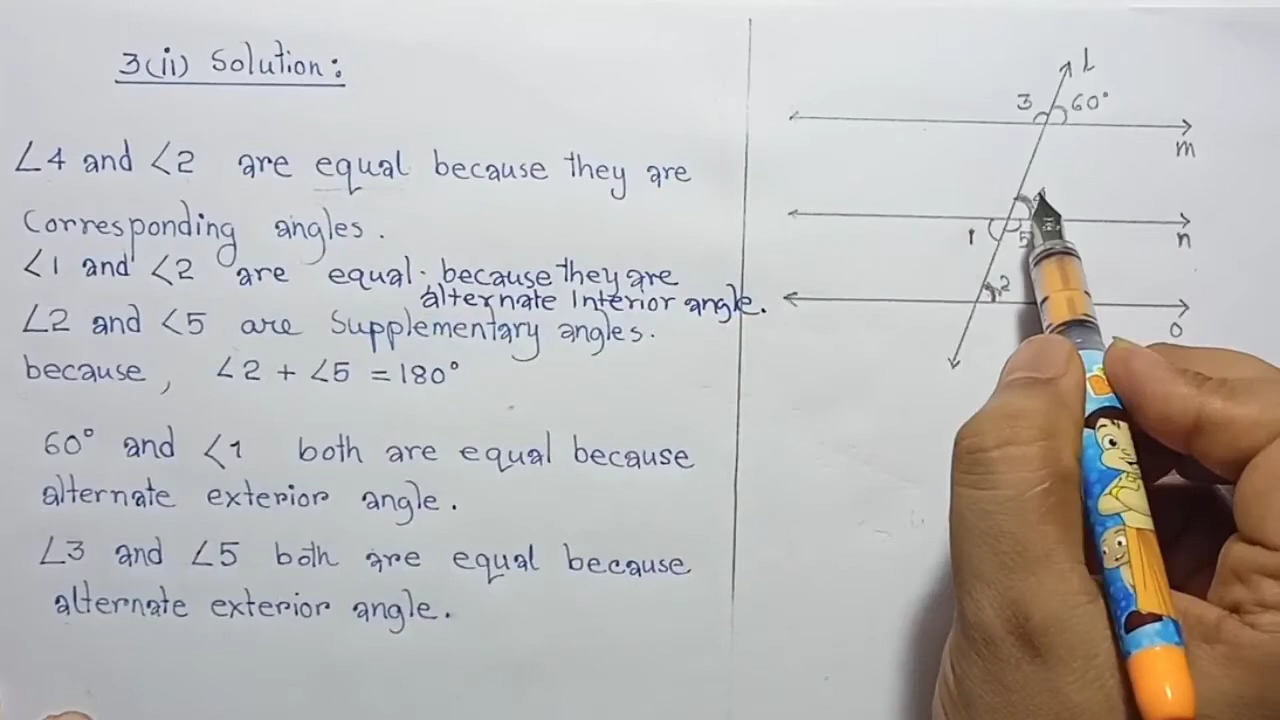 3(ii) Solution:
∠4 and ∠2 are equal because they are
Corresponding angles.
∠1 and ∠2 are equal because they are
alternate Interior angle.
∠2 and ∠5 are Supplementary angles.
because, ∠2 + ∠5 = 180°
60° and ∠1 both are equal because
alternate exterior angle.
∠3 and ∠5 both are equal because
alternate exterior angle.
L
3 60°
m
1 5
n
2
O